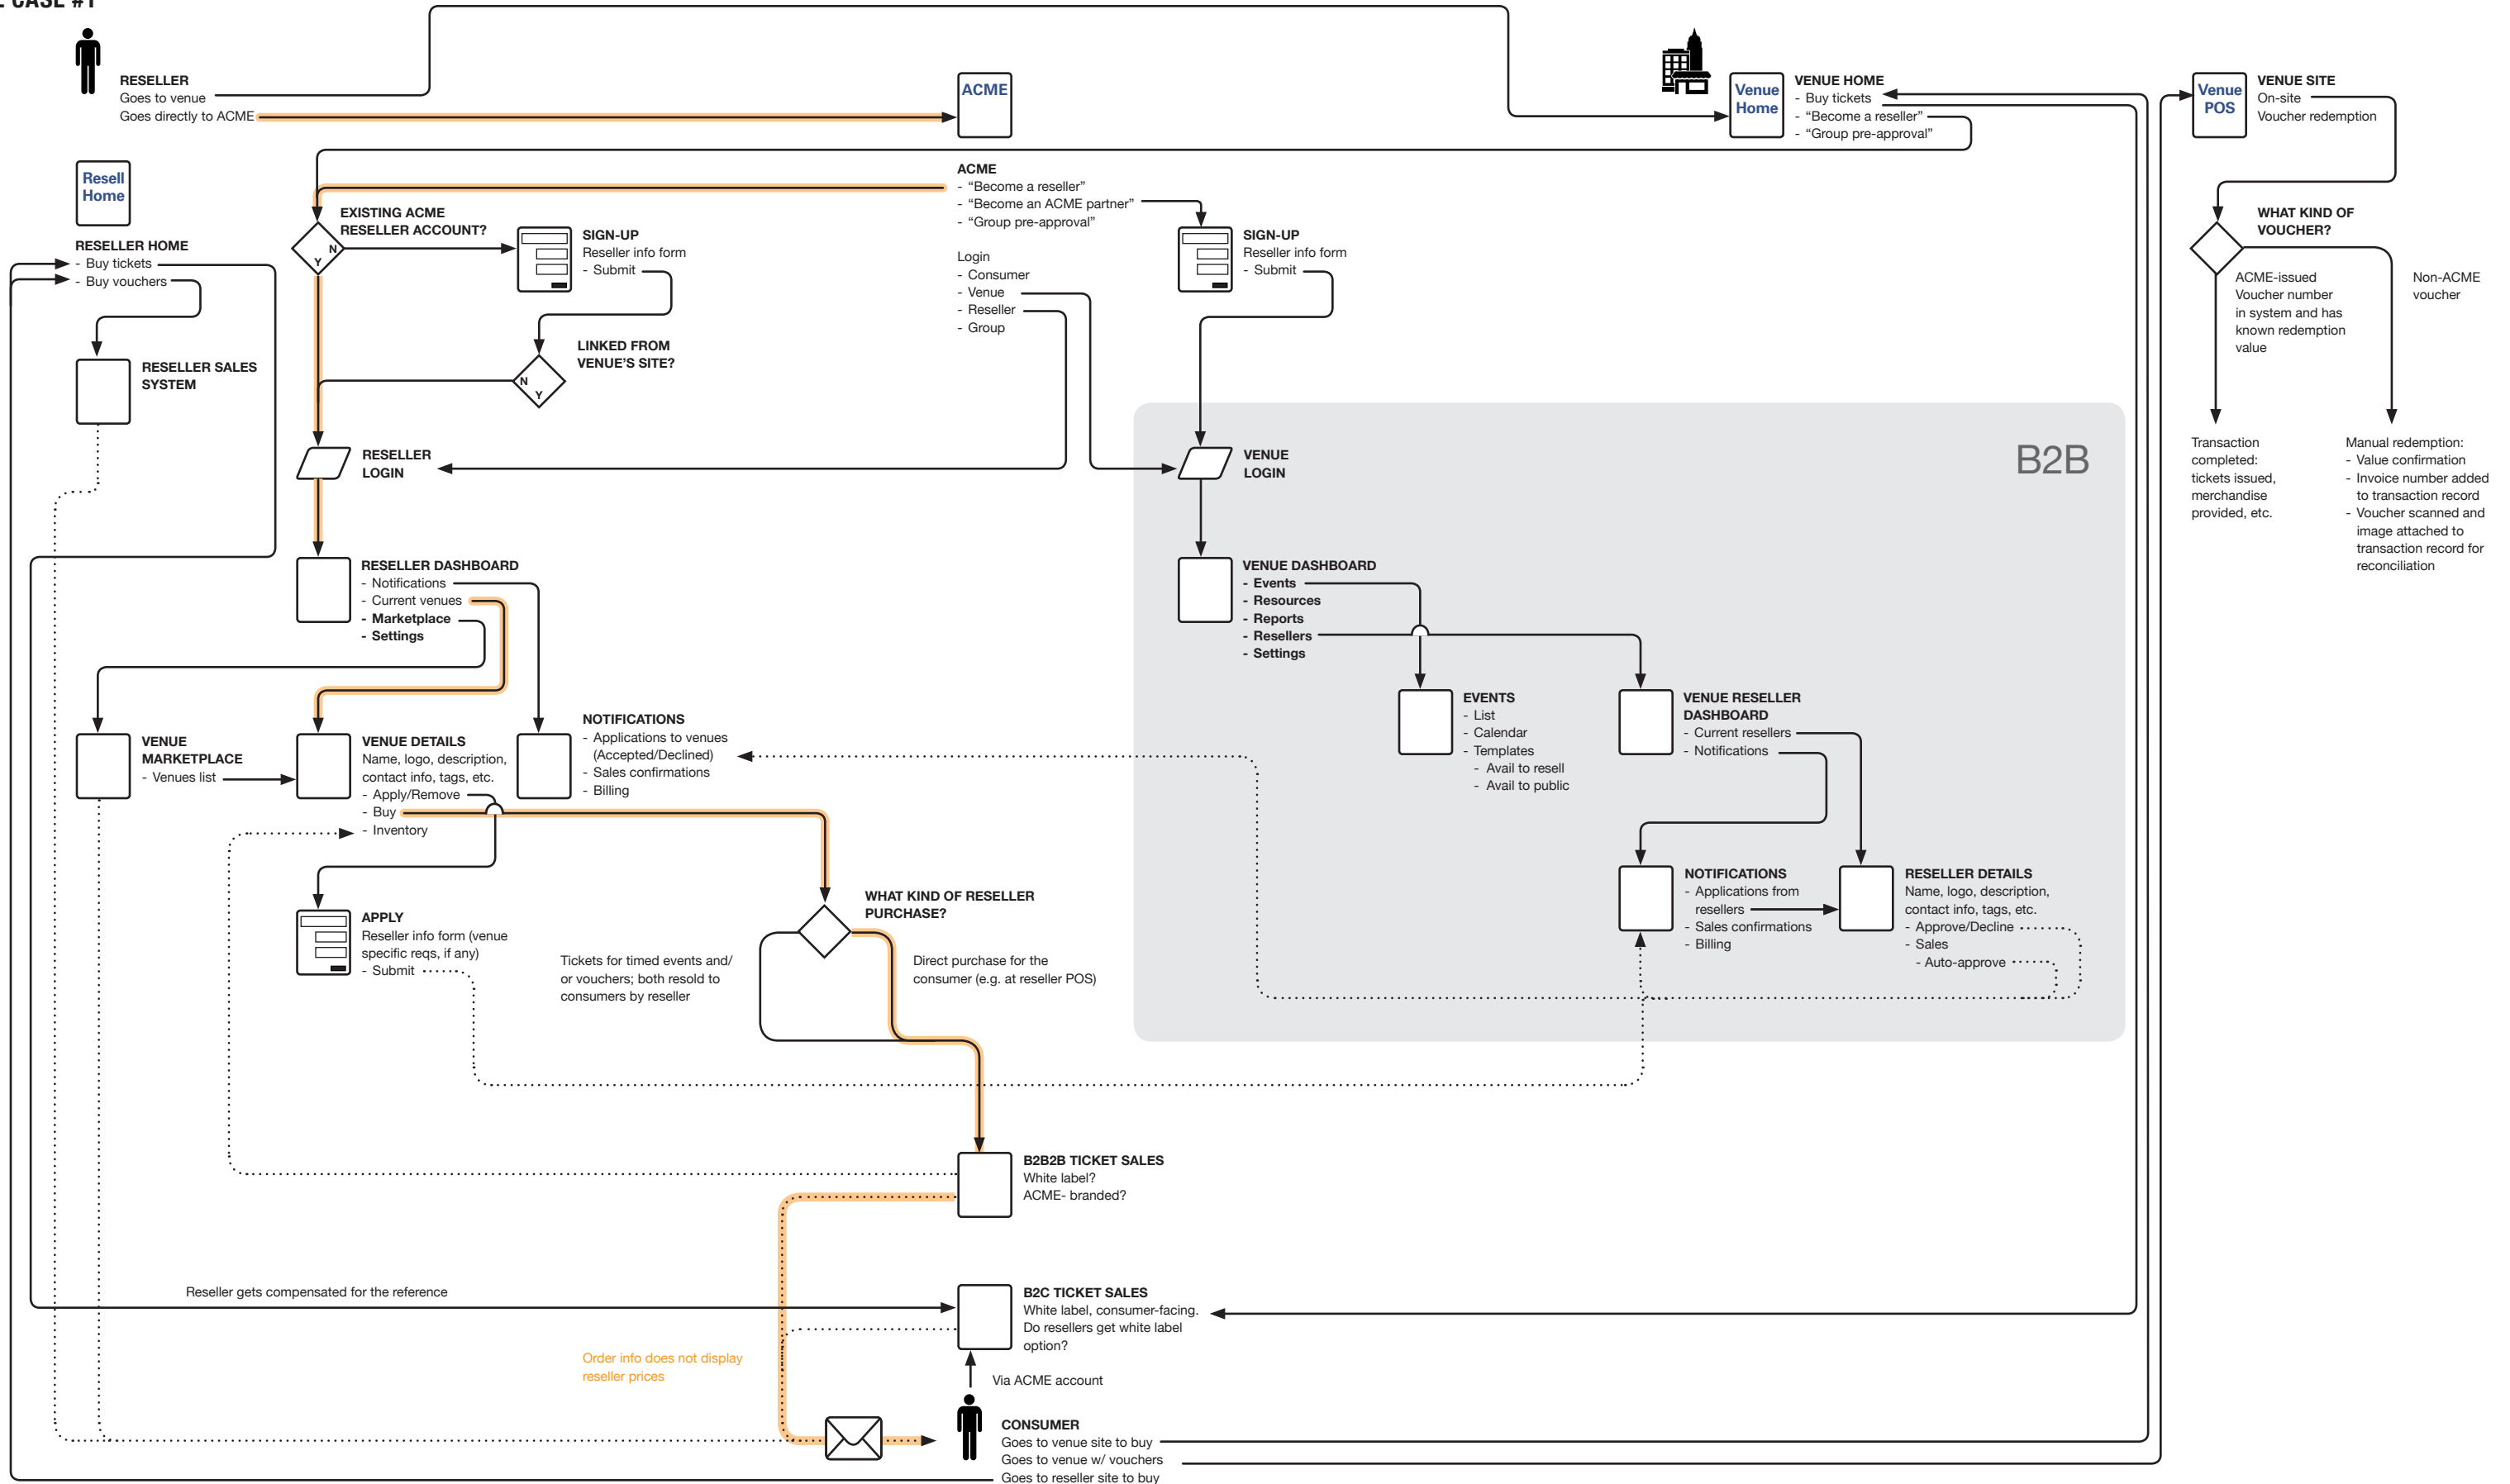 CASE #1
RESELLER
Goes to venue
Goes directly to ACME
ACME
Venue
Home
VENUE HOME
- Buy tickets
- “Become a reseller”
- “Group pre-approval”
Venue
POS
VENUE SITE
On-site
Voucher redemption
Resell
Home
RESELLER HOME
- Buy tickets
- Buy vouchers
RESELLER SALES
SYSTEM
EXISTING ACME
RESELLER ACCOUNT?
N
Y
SIGN-UP
Reseller info form
- Submit
LINKED FROM
VENUE’S SITE?
N
Y
ACME
- “Become a reseller”
- “Become an ACME partner”
- “Group pre-approval”
Login
- Consumer
- Venue
- Reseller
- Group
SIGN-UP
Reseller info form
- Submit
WHAT KIND OF
VOUCHER?
ACME-issued
Voucher number
in system and has
known redemption
value
Non-ACME
voucher
Transaction
completed:
tickets issued,
merchandise
provided, etc.
Manual redemption:
- Value confirmation
- Invoice number added
to transaction record
- Voucher scanned and
image attached to
transaction record for
reconciliation
RESELLER
LOGIN
VENUE
LOGIN
B2B
RESELLER DASHBOARD
- Notifications
- Current venues
- Marketplace
- Settings
VENUE DASHBOARD
- Events
- Resources
- Reports
- Resellers
- Settings
VENUE
MARKETPLACE
- Venues list
VENUE DETAILS
Name, logo, description,
contact info, tags, etc.
- Apply/Remove
- Buy
- Inventory
NOTIFICATIONS
- Applications to venues
(Accepted/Declined)
- Sales confirmations
- Billing
EVENTS
- List
- Calendar
- Templates
- Avail to resell
- Avail to public
VENUE RESELLER
DASHBOARD
- Current resellers
- Notifications
NOTIFICATIONS
- Applications from
resellers
- Sales confirmations
- Billing
RESELLER DETAILS
Name, logo, description,
contact info, tags, etc.
- Approve/Decline
- Sales
- Auto-approve
APPLY
Reseller info form (venue
specific reqs, if any)
- Submit
WHAT KIND OF RESELLER
PURCHASE?
Tickets for timed events and/
or vouchers; both resold to
consumers by reseller
Direct purchase for the
consumer (e.g. at reseller POS)
B2B2B TICKET SALES
White label?
ACME- branded?
Reseller gets compensated for the reference
B2C TICKET SALES
White label, consumer-facing.
Do resellers get white label
option?
Order info does not display
reseller prices
Via ACME account
CONSUMER
Goes to venue site to buy
Goes to venue w/ vouchers
Goes to reseller site to buy